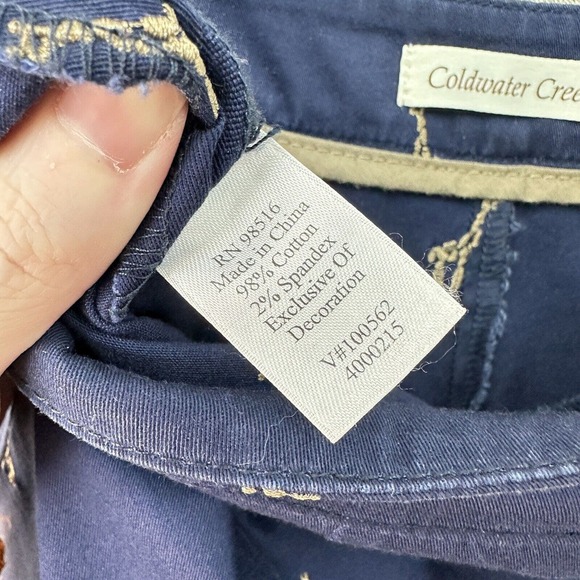 Coldwater Cree
RN 98516
Made in China
98% Cotton
2% Spandex
Exclusive Of
Decoration
V#100562
4000215